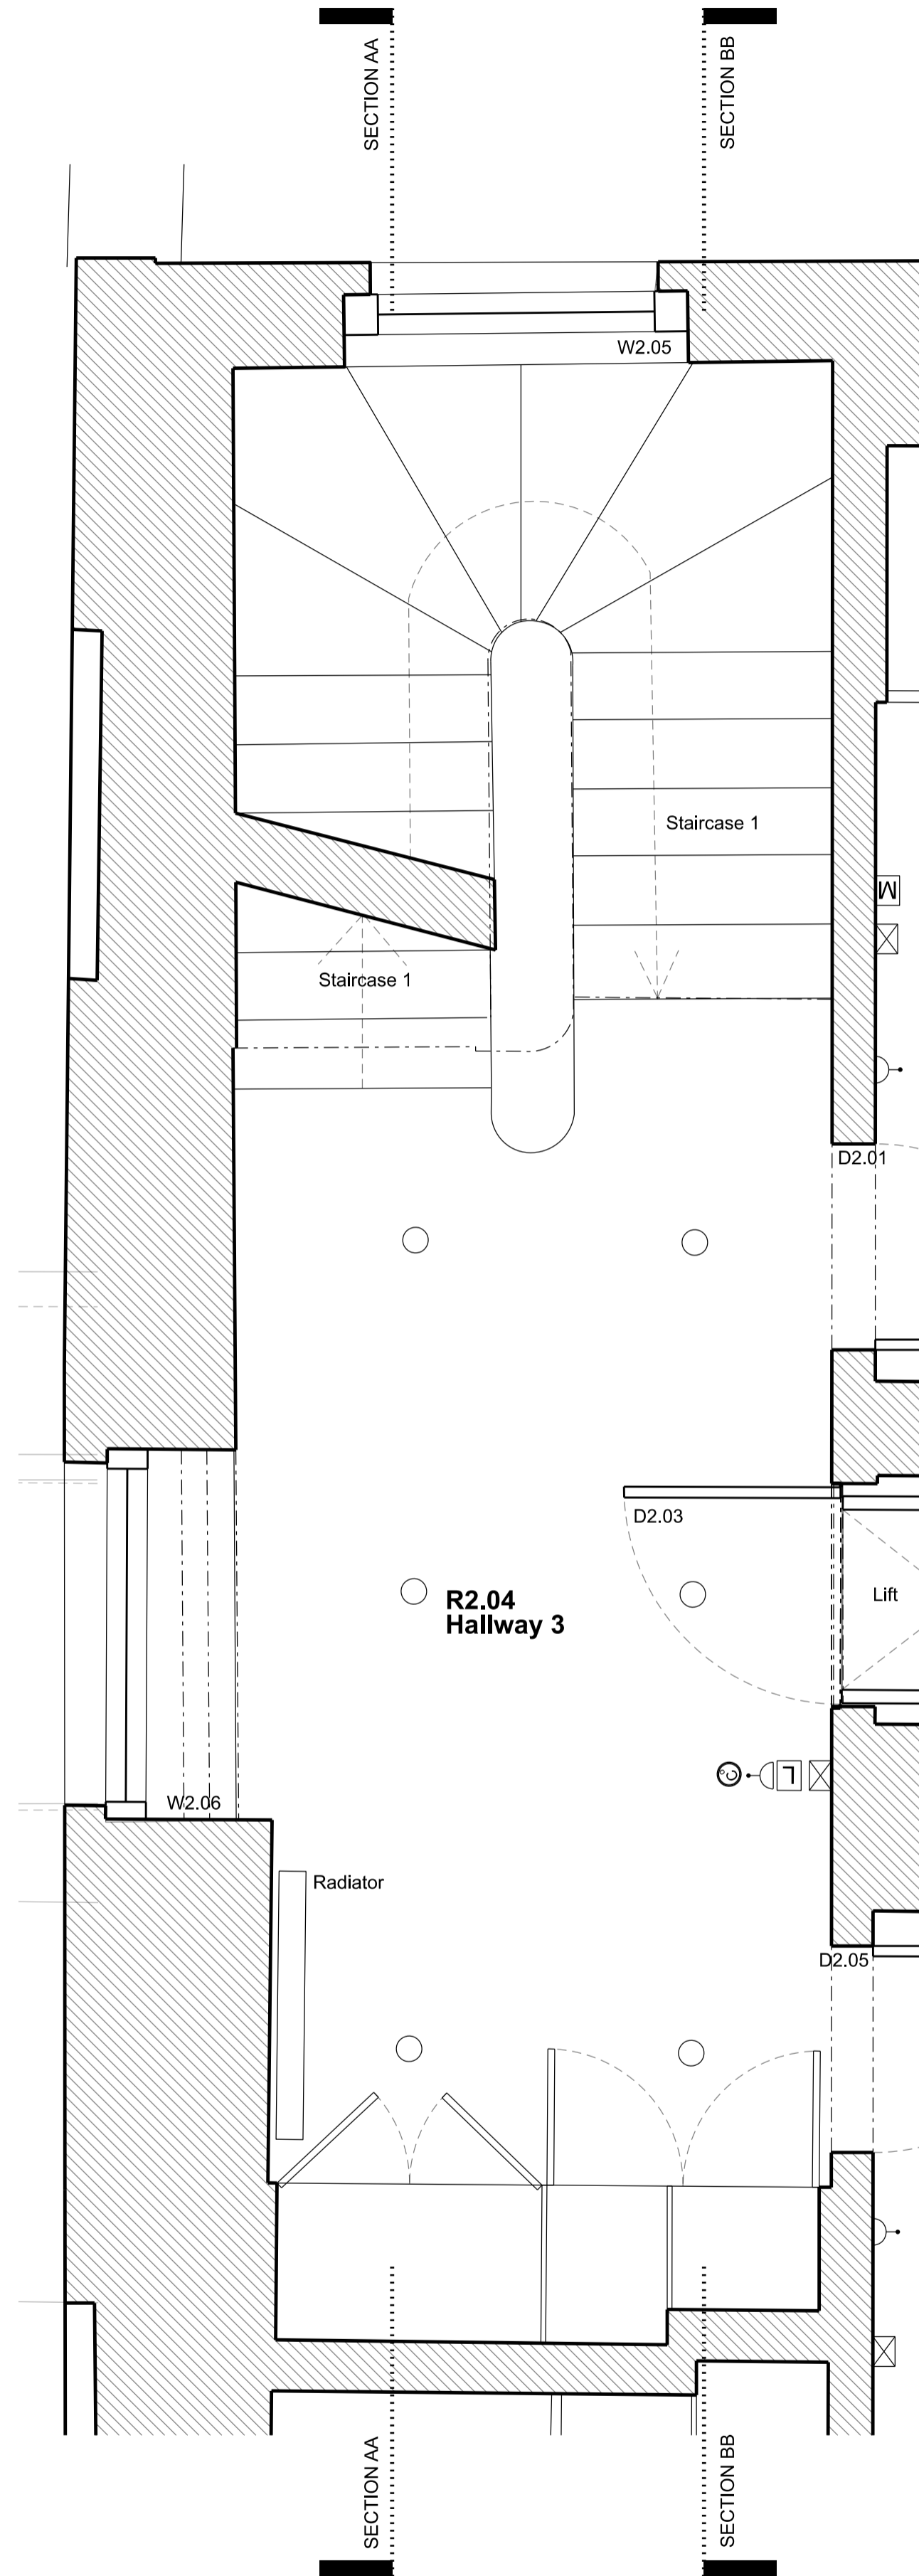 SECTION AA
SECTION BB
W2.05
Staircase 1
M
Staircase 1
D2.01
D2.03
R2.04
Hallway 3
Lift
°C
L
W2.06
Radiator
D2.05
SECTION AA
SECTION BB